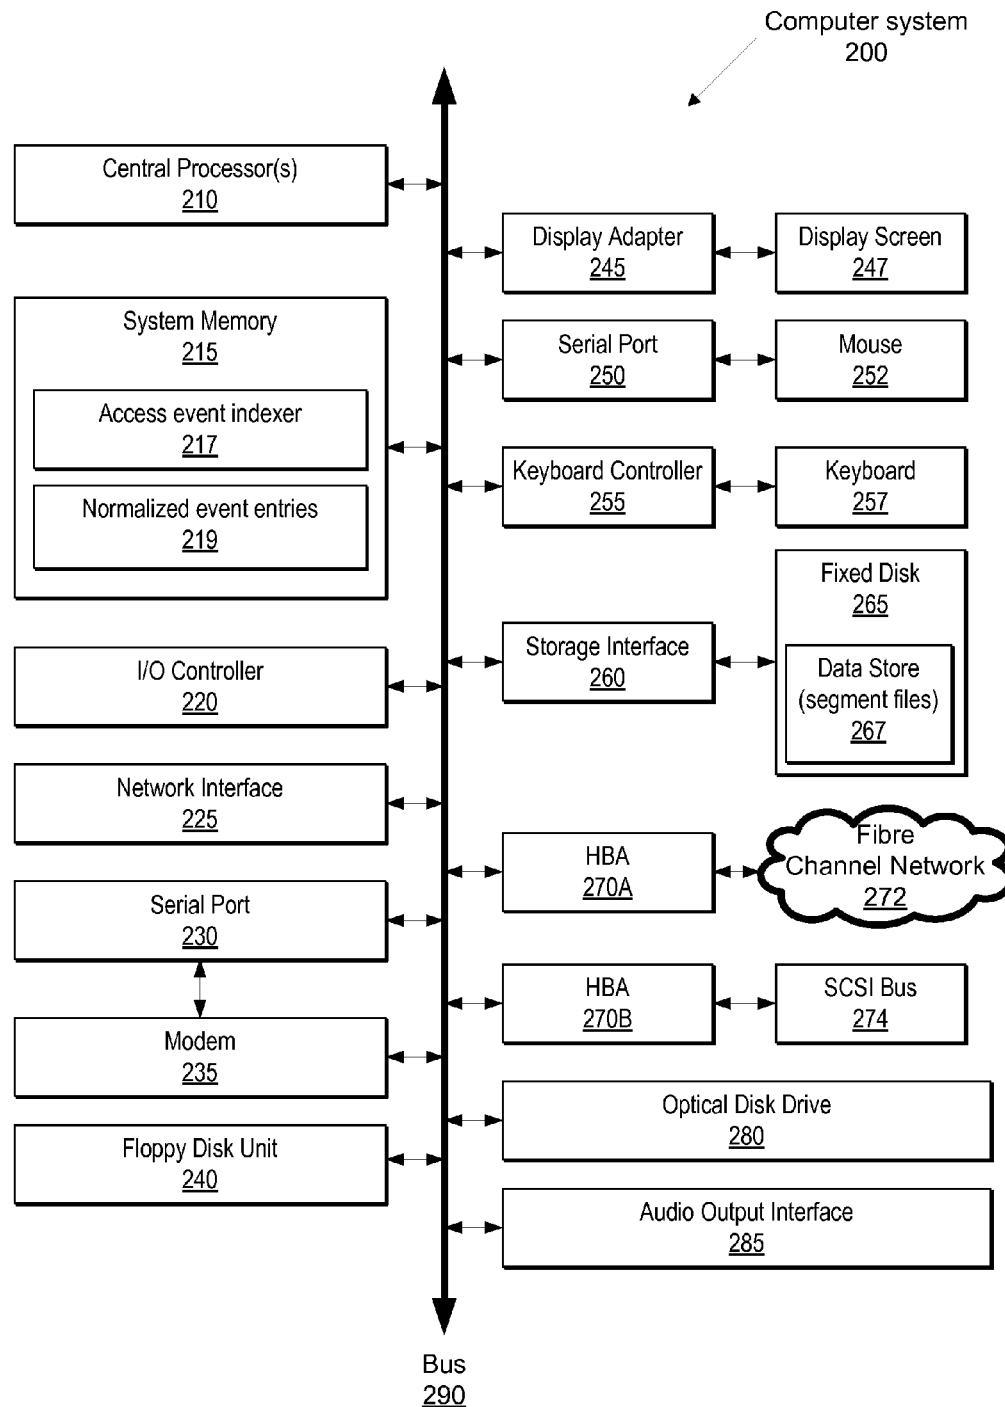 Computer system
200
Central Processor(s)
210
System Memory
215
Access event indexer
217
Normalized event entries
219
I/O Controller
220
Network Interface
225
Serial Port
230
Modem
235
Floppy Disk Unit
240
Display Adapter
245
Display Screen
247
Serial Port
250
Mouse
252
Keyboard Controller
255
Keyboard
257
Storage Interface
260
Fixed Disk
265
Data Store
(segment files)
267
HBA
270A
Fibre
Channel Network
272
HBA
270B
SCSI Bus
274
Optical Disk Drive
280
Audio Output Interface
285
Bus
290